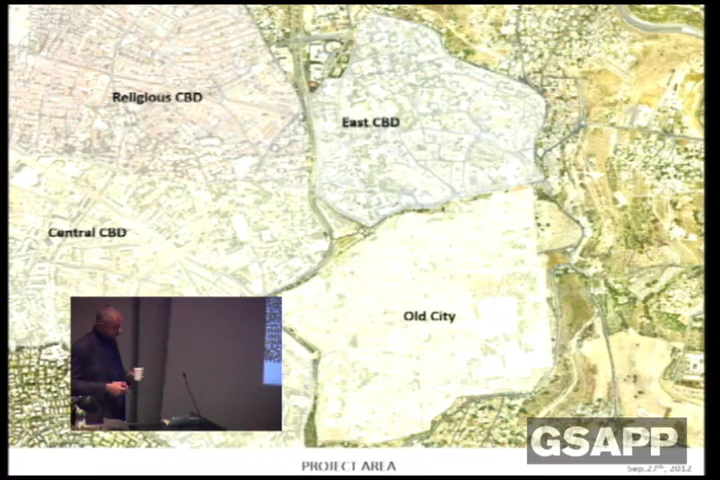 Religious CBD
East CBD
Central CBD
Old City
GSAPP
PROJECT AREA
Sep.27th, 2012